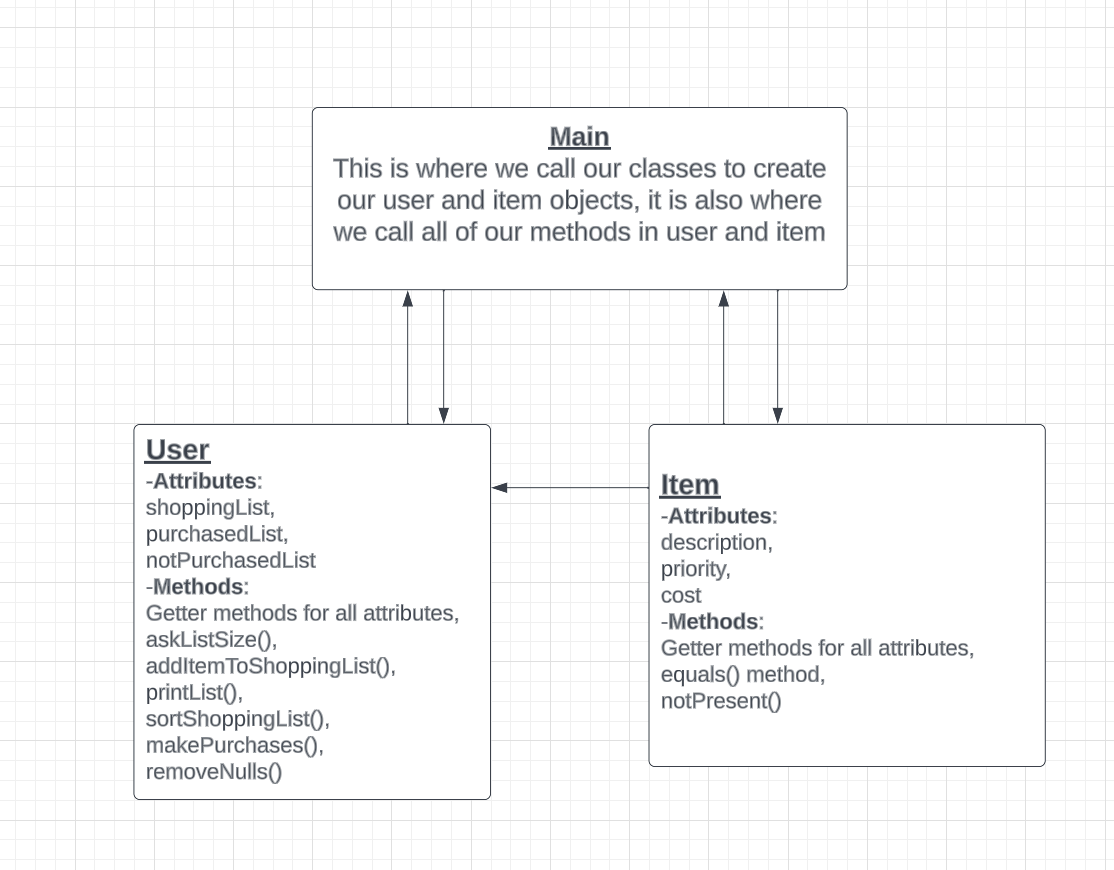 Main
This is where we call our classes to create
our user and item objects, it is also where
we call all of our methods in user and item
User
-Attributes:
shoppingList,
purchasedList,
notPurchasedList
-Methods:
Getter methods for all attributes,
askListSize(),
addItemToShoppingList(),
printList(),
sortShoppingList(),
makePurchases(),
removeNulls()
Item
-Attributes:
description,
priority,
cost
-Methods:
Getter methods for all attributes,
equals() method,
notPresent()